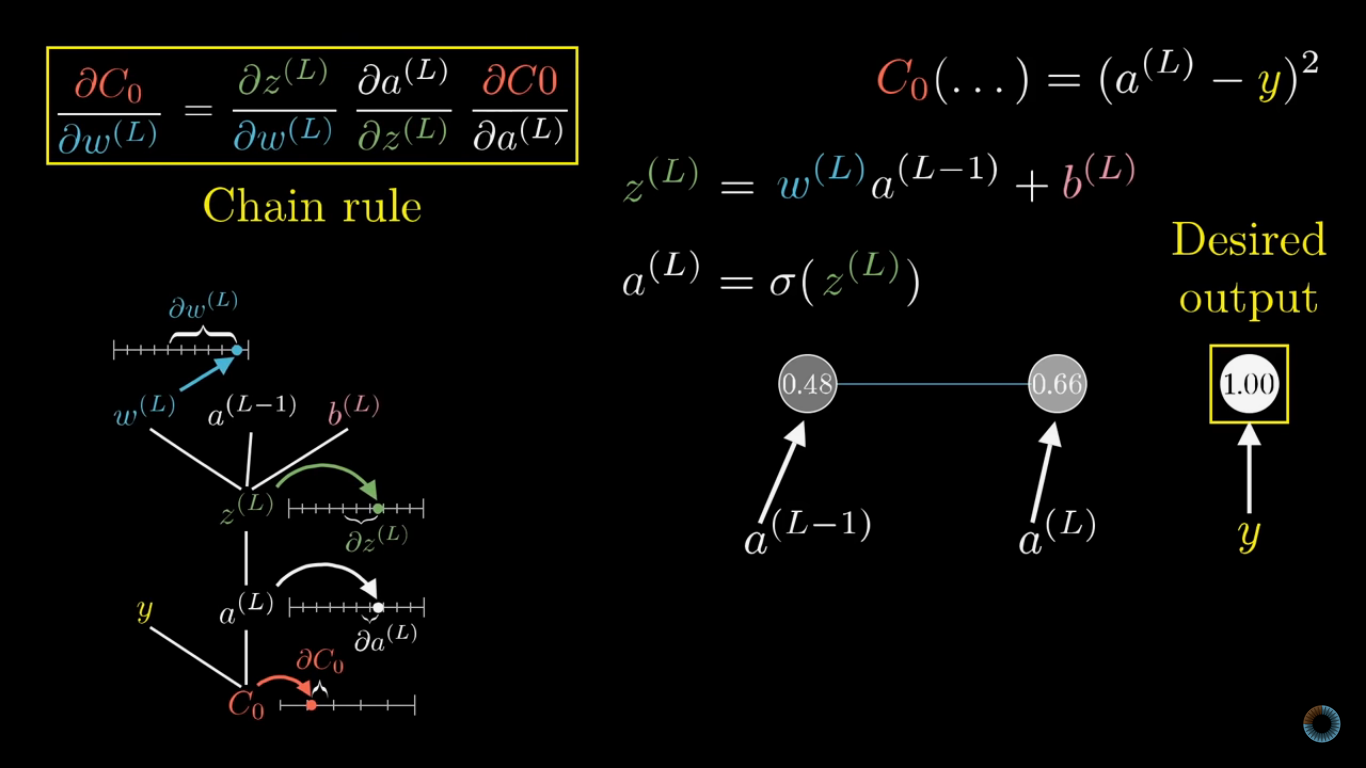 ∂C₀/∂w^(L) = ∂z^(L)/∂w^(L) ∂a^(L)/∂z^(L) ∂C0/∂a^(L)
Chain rule
C₀(...) = (a^(L) − y)²
z^(L) = w^(L)a^(L−1) + b^(L)
a^(L) = σ(z^(L))
Desired
output
∂w^(L)
w^(L) a^(L−1) b^(L)
z^(L)
∂z^(L)
y a^(L)
∂a^(L)
∂C₀
C₀
0.48 0.66 1.00
a^(L−1) a^(L) y